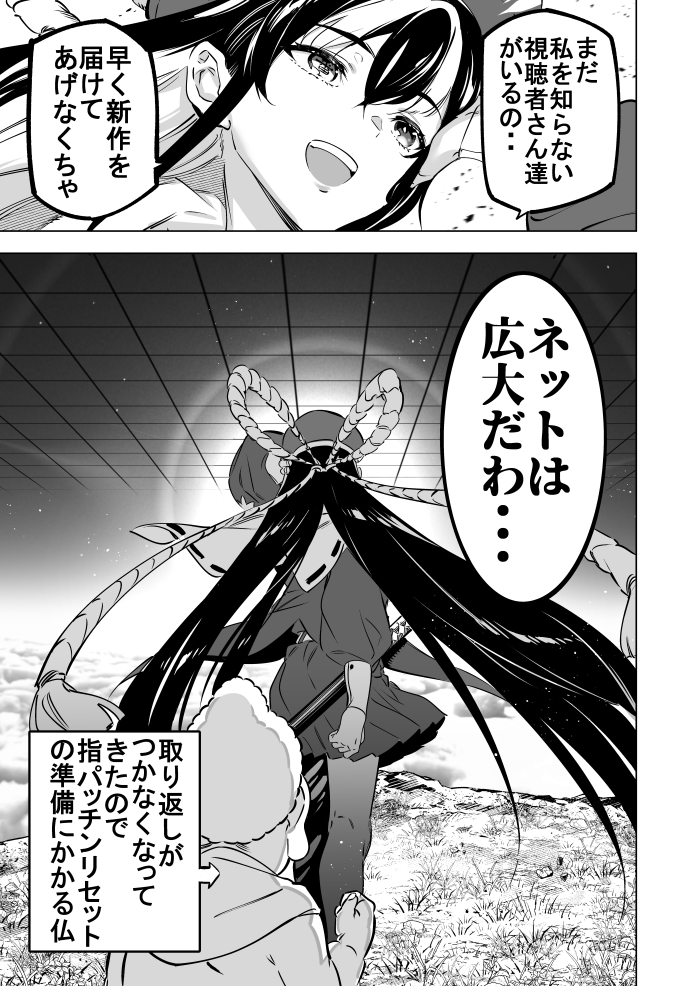 まだ
私を知らない
視聴者さん達
がいるの・・
早く新作を
届けて
あげなくちゃ
ネットは
広大だわ・・・
取り返しが
つかなくなって
きたので
指パッチンリセット
の準備にかかる仏